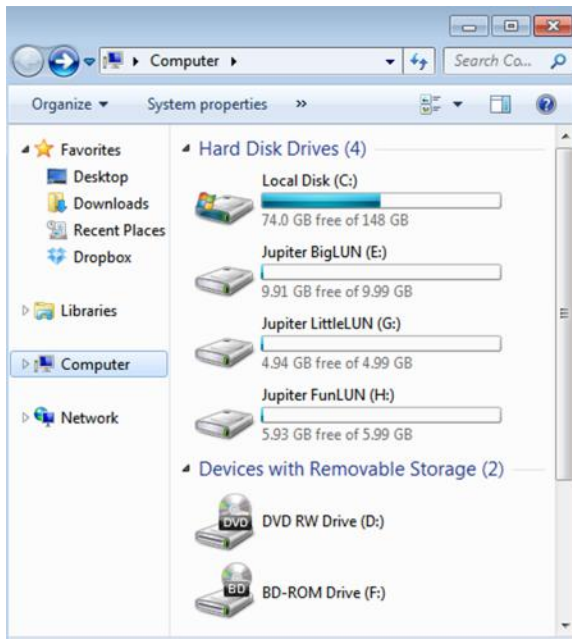 Computer
Search Co...
Organize
System properties
»
Favorites
Desktop
Downloads
Recent Places
Dropbox
Libraries
Computer
Network
Hard Disk Drives (4)
Local Disk (C:)
74.0 GB free of 148 GB
Jupiter BigLUN (E:)
9.91 GB free of 9.99 GB
Jupiter LittleLUN (G:)
4.94 GB free of 4.99 GB
Jupiter FunLUN (H:)
5.93 GB free of 5.99 GB
Devices with Removable Storage (2)
DVD
DVD RW Drive (D:)
BD
BD-ROM Drive (F:)